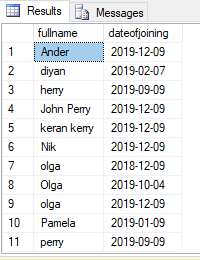 Results Messages
fullname dateofjoining
1 Ander 2019-12-09
2 diyan 2019-02-07
3 herry 2019-09-09
4 John Perry 2019-12-09
5 keran kerry 2019-12-09
6 Nik 2019-12-09
7 olga 2018-12-09
8 Olga 2019-10-04
9 olga 2019-12-09
10 Pamela 2019-01-09
11 perry 2019-09-09